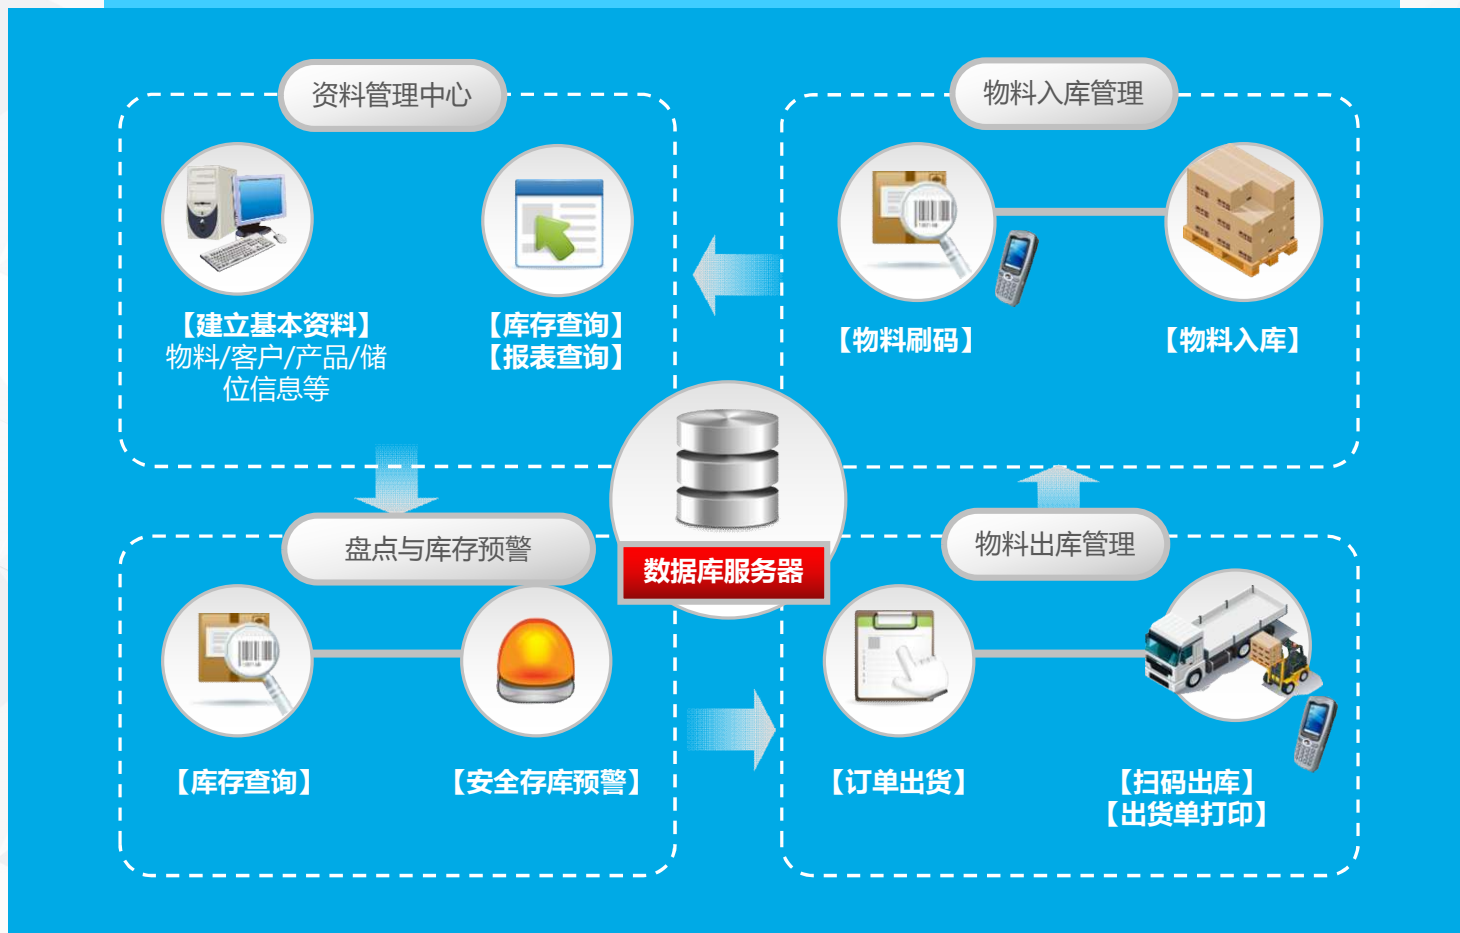 资料管理中心
【建立基本资料】
物料/客户/产品/储
位信息等
【库存查询】
【报表查询】
物料入库管理
【物料刷码】
【物料入库】
数据库服务器
盘点与库存预警
【库存查询】
【安全存库预警】
物料出库管理
【订单出货】
【扫码出库】
【出货单打印】